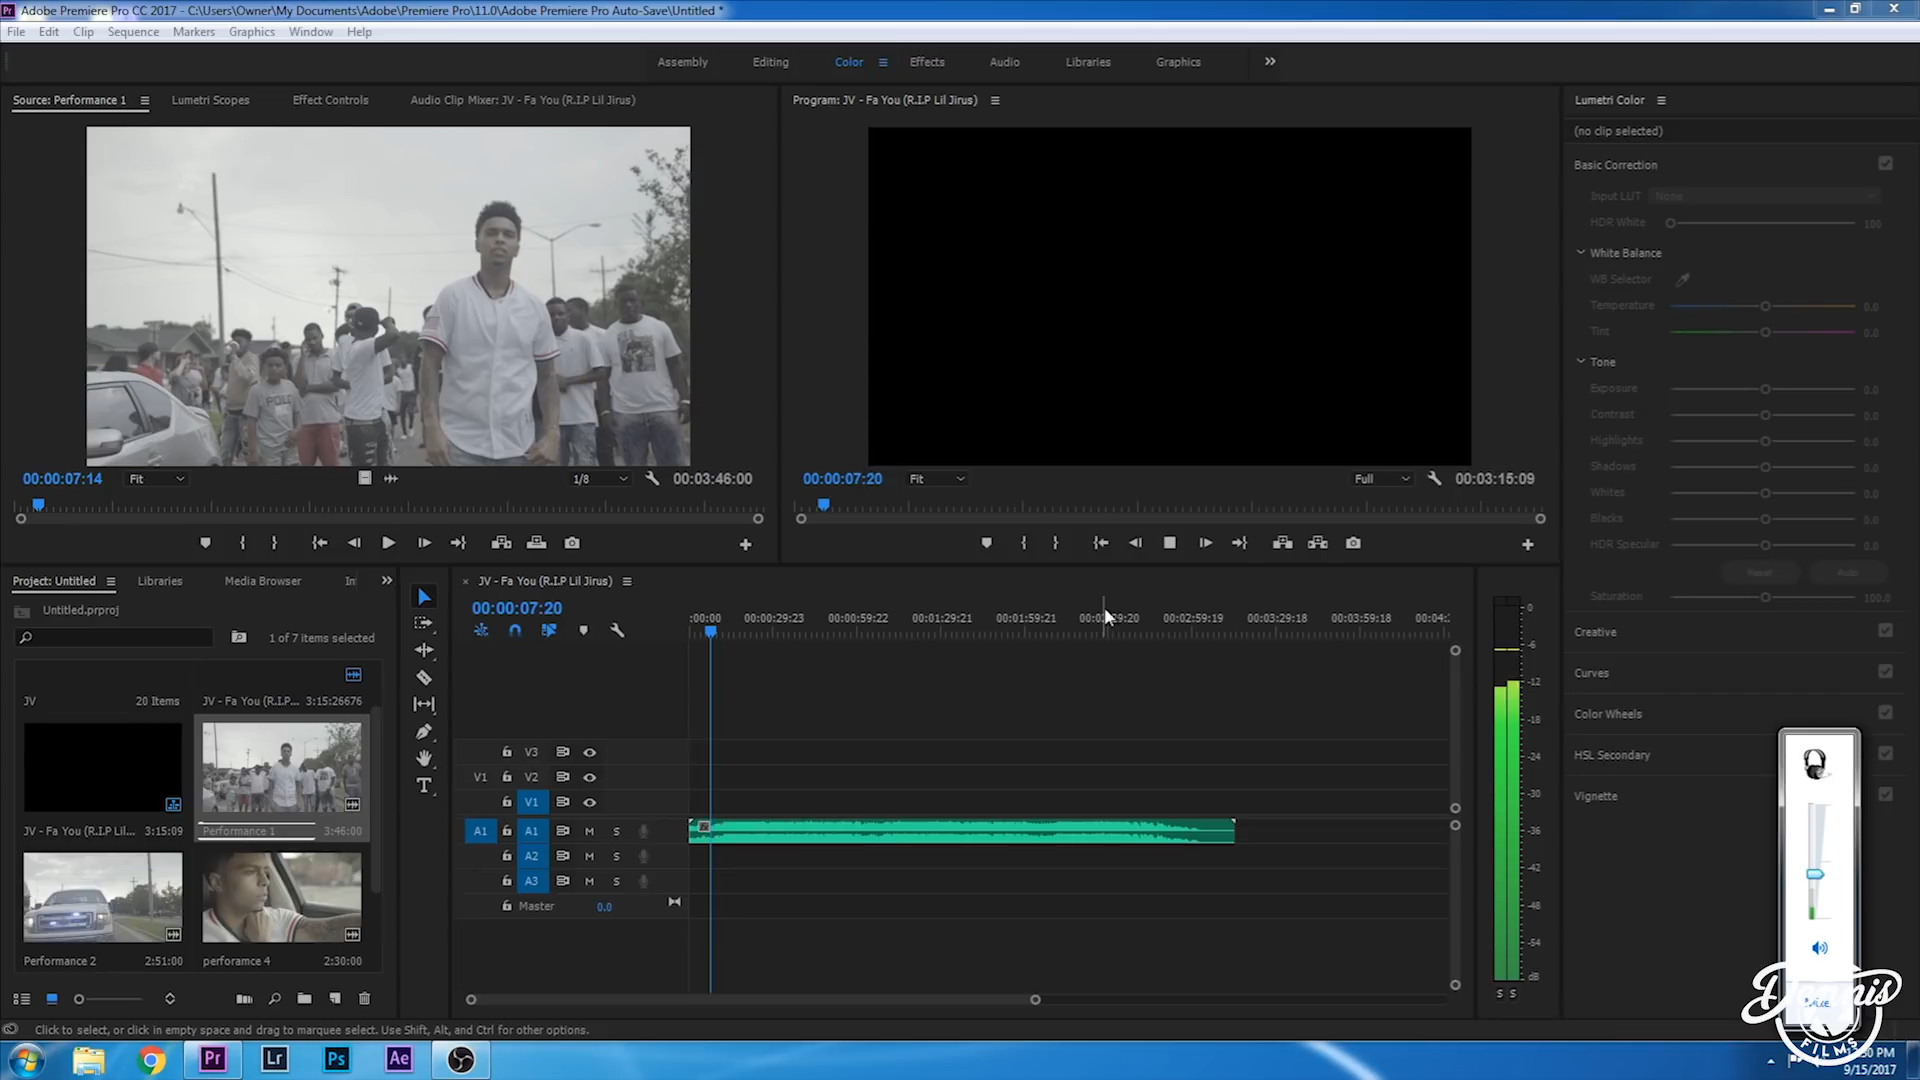 Adobe Premiere Pro CC 2017 - C:\Users\Owner\My Documents\Adobe\Premiere Pro\11.0\Adobe Premiere Pro Auto-Save\Untitled *
File Edit Clip Sequence Markers Graphics Window Help
Assembly Editing Color Effects Audio Libraries Graphics
Source: Performance 1 Lumetri Scopes Effect Controls Audio Clip Mixer: JV - Fa You (R.I.P Lil Jirus)
Program: JV - Fa You (R.I.P Lil Jirus)
Lumetri Color
(no clip selected)
Basic Correction
Input LUT None
HDR White 100
White Balance
WB Selector
Temperature 0.0
Tint 0.0
Tone
Exposure 0.0
Contrast 0.0
Highlights 0.0
Shadows 0.0
Whites 0.0
Blacks 0.0
HDR Specular 0.0
Reset Auto
Saturation 100.0
Creative
Curves
Color Wheels
HSL Secondary
Vignette
POLO
00:00:07:14 Fit 1/8 00:03:46:00
00:00:07:20 Fit Full 00:03:15:09
Project: Untitled Libraries Media Browser
Untitled.prproj
1 of 7 items selected
JV 20 Items
JV - Fa You (R.I.P... 3:15:26676
JV - Fa You (R.I.P Lil... 3:15:09
Performance 1 3:46:00
Performance 2 2:51:00
perforamce 4 2:30:00
JV - Fa You (R.I.P Lil Jirus)
00:00:07:20
:00:00 00:00:29:23 00:00:59:22 00:01:29:21 00:01:59:21 00:02:29:20 00:02:59:19 00:03:29:18 00:03:59:18 00:04:2
V3
V1 V2
V1
A1 A1 M S
A2 M S
A3 M S
Master 0.0
0
-6
-12
-18
-24
-30
-36
-42
-48
-54
dB
S S
Click to select, or click in empty space and drag to marquee select. Use Shift, Alt, and Ctrl for other options.
Pr Lr Ps Ae
Mixer
Dennis
FILMS
9/15/2017